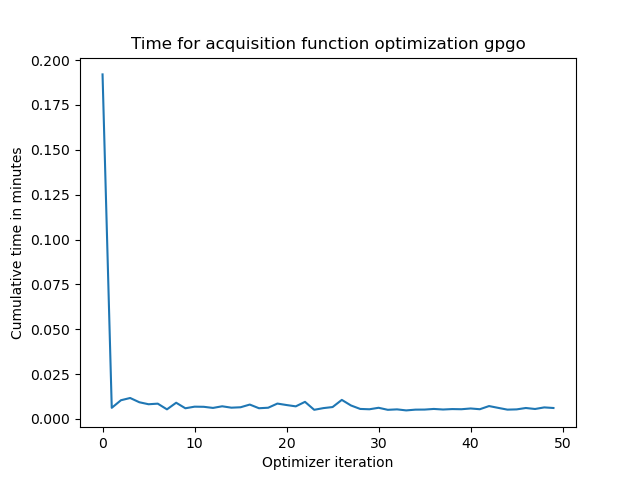 Time for acquisition function optimization gpgo
0.200
0.175
0.150
0.125
0.100
0.075
0.050
0.025
0.000
Cumulative time in minutes
0 10 20 30 40 50
Optimizer iteration